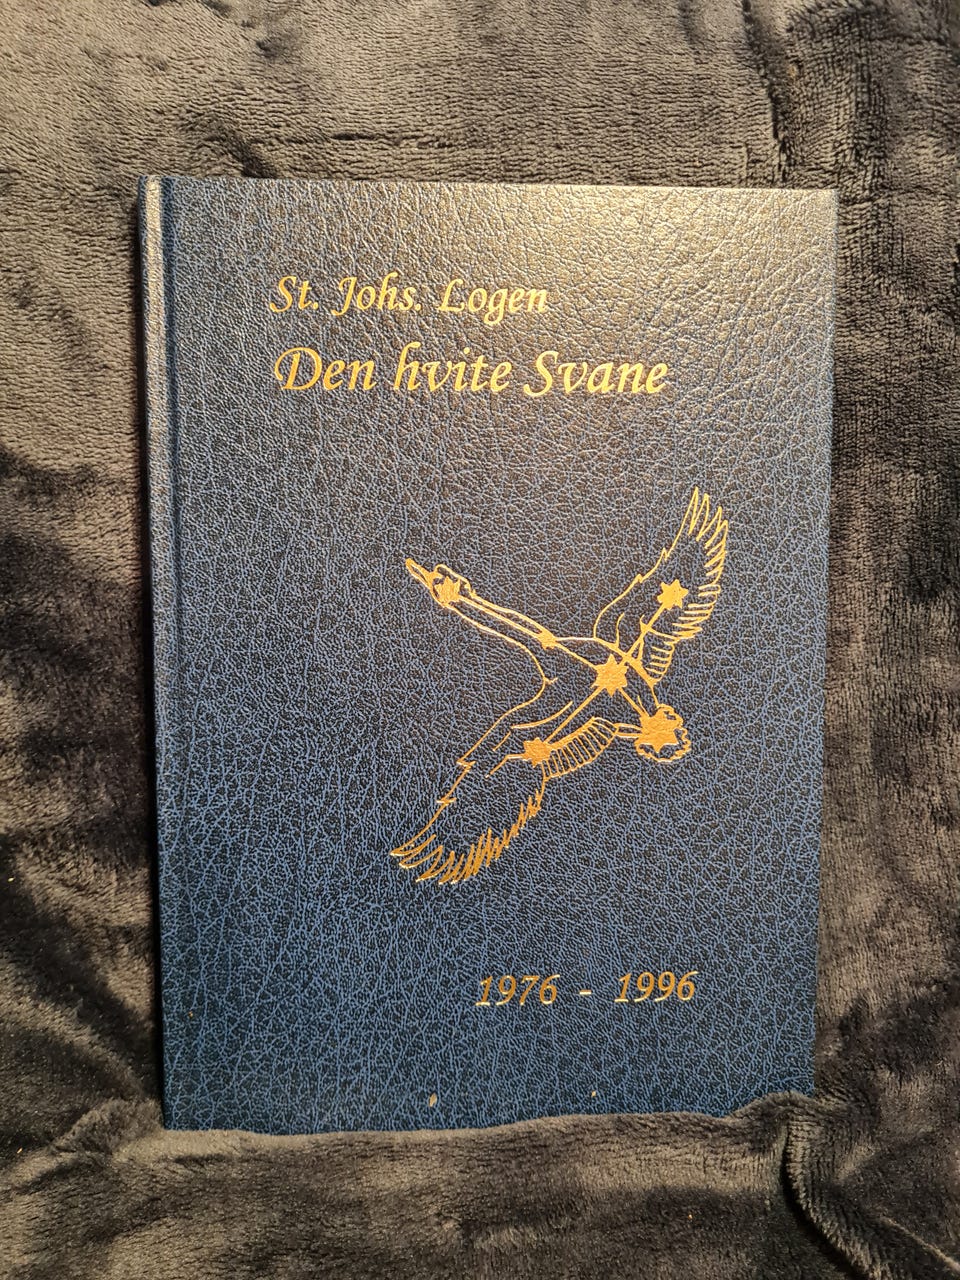 St. Johs. Logen
Den hvite Svane
1976 - 1996